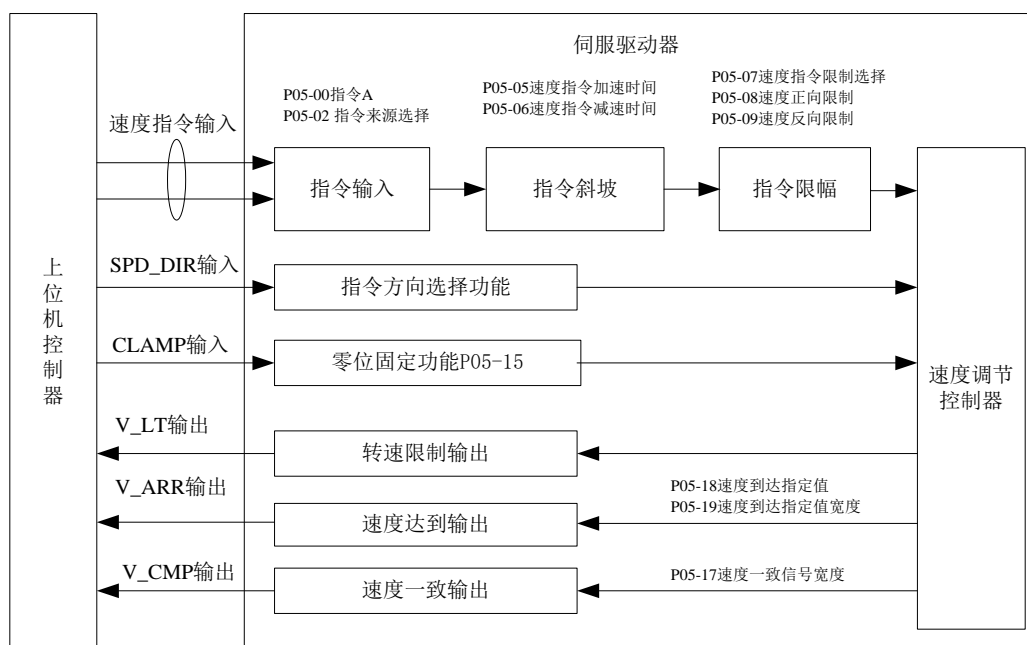 伺服驱动器
P05-00指令A
P05-02 指令来源选择
P05-05速度指令加速时间
P05-06速度指令减速时间
P05-07速度指令限制选择
P05-08速度正向限制
P05-09速度反向限制
速度指令输入
指令输入
指令斜坡
指令限幅
上位机控制器
SPD_DIR输入
指令方向选择功能
CLAMP输入
零位固定功能P05-15
速度调节
控制器
V_LT输出
转速限制输出
V_ARR输出
速度达到输出
P05-18速度到达指定值
P05-19速度到达指定值宽度
V_CMP输出
速度一致输出
P05-17速度一致信号宽度